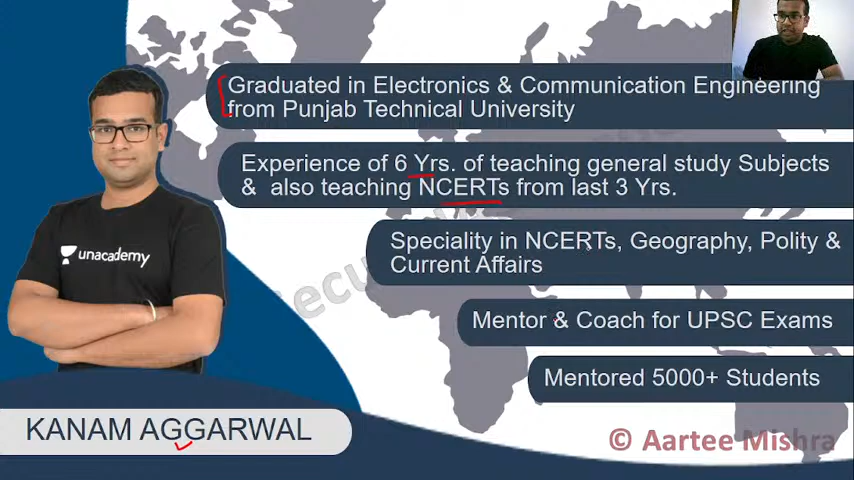 Graduated in Electronics & Communication Engineering
from Punjab Technical University
Experience of 6 Yrs. of teaching general study Subjects
& also teaching NCERTs from last 3 Yrs.
Speciality in NCERTs, Geography, Polity &
Current Affairs
Mentor & Coach for UPSC Exams
Mentored 5000+ Students
unacademy
KANAM AGGARWAL
© Aartee Mishra